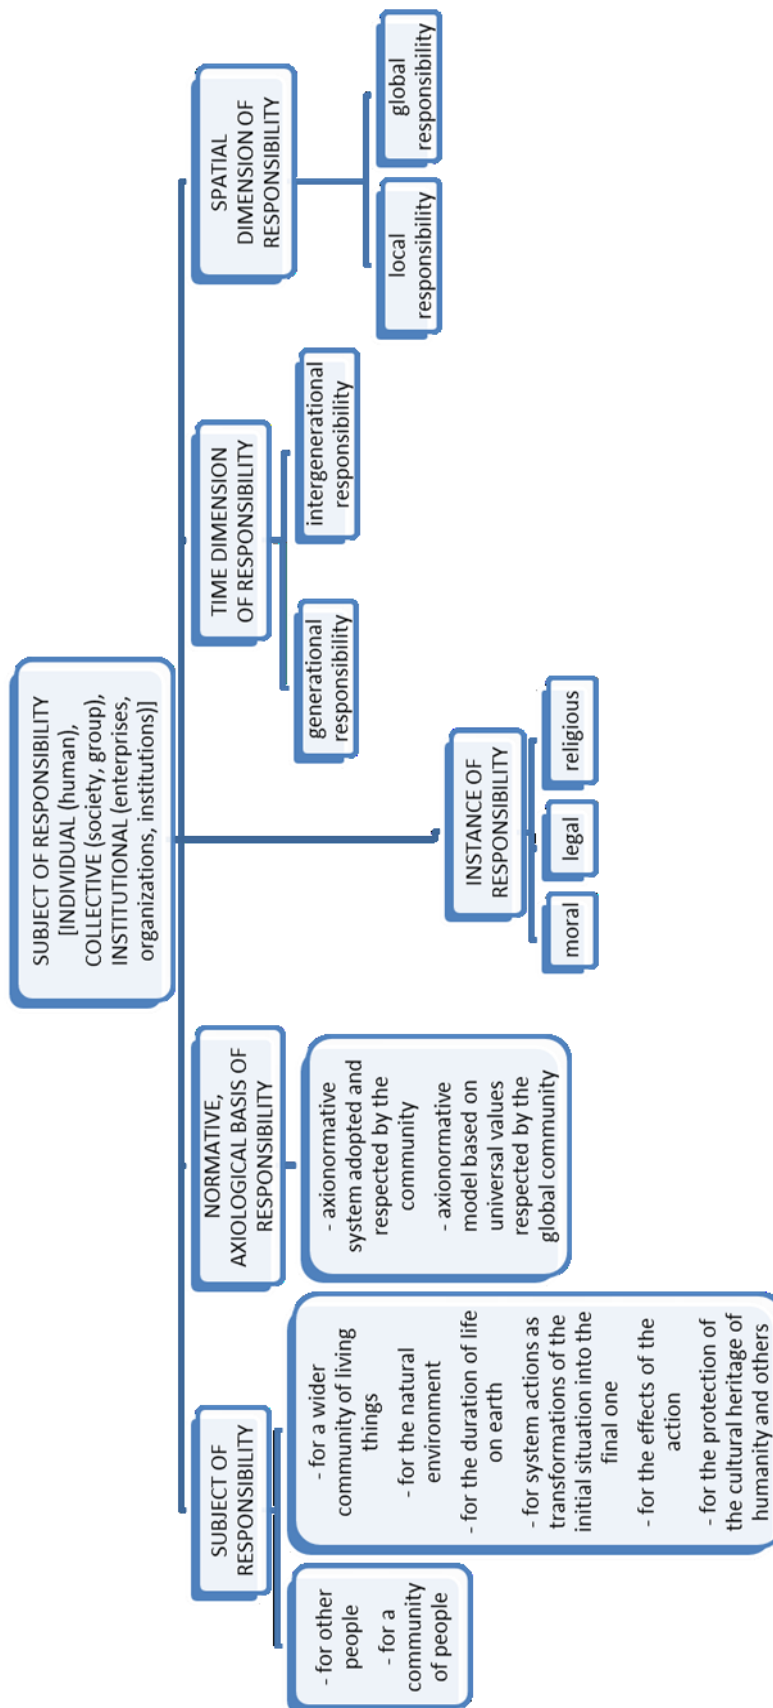 SUBJECT OF RESPONSIBILITY
[INDIVIDUAL (human),
COLLECTIVE (society, group),
INSTITUTIONAL (enterprises,
organizations, institutions)]
SUBJECT OF
RESPONSIBILITY
- for other
people
- for a
community
of people
- for a wider
community of living
things
- for the natural
environment
- for the duration of life
on earth
- for system actions as
transformations of the
initial situation into the
final one
- for the effects of the
action
- for the protection of
the cultural heritage of
humanity and others
NORMATIVE,
AXIOLOGICAL BASIS OF
RESPONSIBILITY
- axionormative
system adopted and
respected by the
community
- axionormative
model based on
universal values
respected by the
global community
INSTANCE OF
RESPONSIBILITY
moral
legal
religious
TIME DIMENSION
OF RESPONSIBILITY
generational
responsibility
intergenerational
responsibility
SPATIAL
DIMENSION OF
RESPONSIBILITY
local
responsibility
global
responsibility